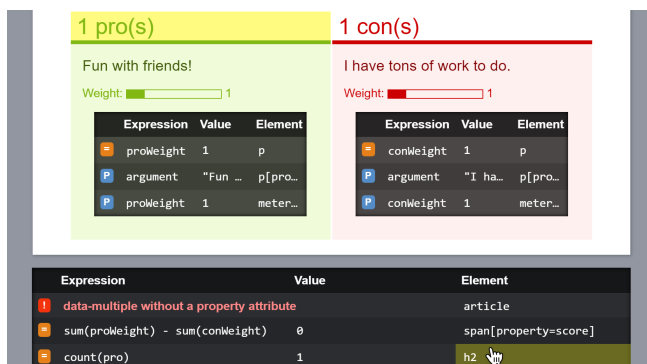 1 pro(s)
1 con(s)
Fun with friends!
I have tons of work to do.
Weight: 1
Weight: 1
Expression Value Element
= proWeight 1 p
P argument "Fun … p[pro…
P proWeight 1 meter…
Expression Value Element
= conWeight 1 p
P argument "I ha… p[pro…
P conWeight 1 meter…
Expression Value Element
! data-multiple without a property attribute article
= sum(proWeight) - sum(conWeight) 0 span[property=score]
= count(pro) 1 h2